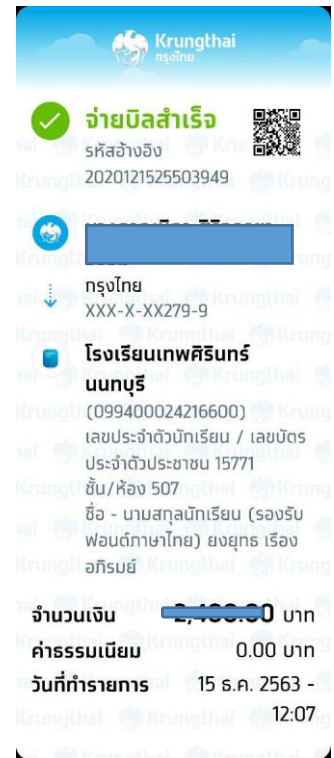 Krungthai
กรุงไทย
จ่ายบิลสำเร็จ
รหัสอ้างอิง
2020121525503949
กรุงไทย
XXX-X-XX279-9
โรงเรียนเทพศิรินทร์
นนทบุรี
(099400024216600)
เลขประจำตัวนักเรียน / เลขบัตร
ประจำตัวประชาชน 15771
ชั้น/ห้อง 507
ชื่อ - นามสกุลนักเรียน (รองรับ
ฟอนต์ภาษาไทย) ยงยุทธ เรือง
อภิรมย์
จำนวนเงิน บาท
ค่าธรรมเนียม 0.00 บาท
วันที่ทำรายการ 15 ธ.ค. 2563 -
12:07